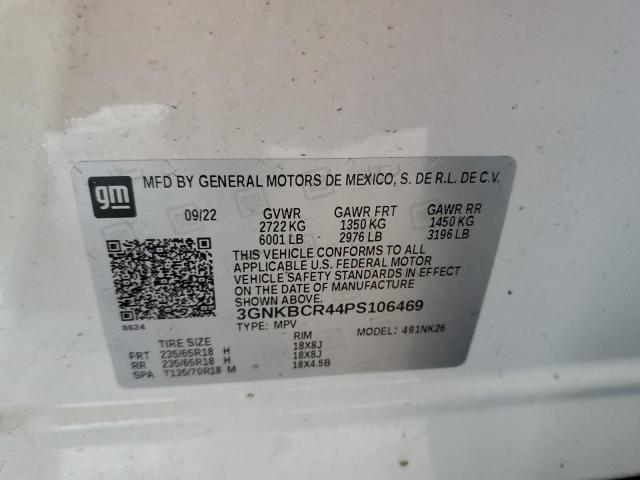 gm MFD BY GENERAL MOTORS DE MEXICO, S. DE R.L. DE C.V.
09/22 GVWR GAWR FRT GAWR RR
2722 KG 1350 KG 1450 KG
6001 LB 2976 LB 3196 LB
THIS VEHICLE CONFORMS TO ALL
APPLICABLE U.S. FEDERAL MOTOR
VEHICLE SAFETY STANDARDS IN EFFECT
ON THE DATE OF MANUFACTURE
SHOWN ABOVE.
3GNKBCR44PS106469
8624
TYPE: MPV MODEL: 491NK26
TIRE SIZE RIM
FRT 235/65R18 H 18X8J
RR 235/65R18 H 18X8J
SPA T135/70R18 M 18X4.5B